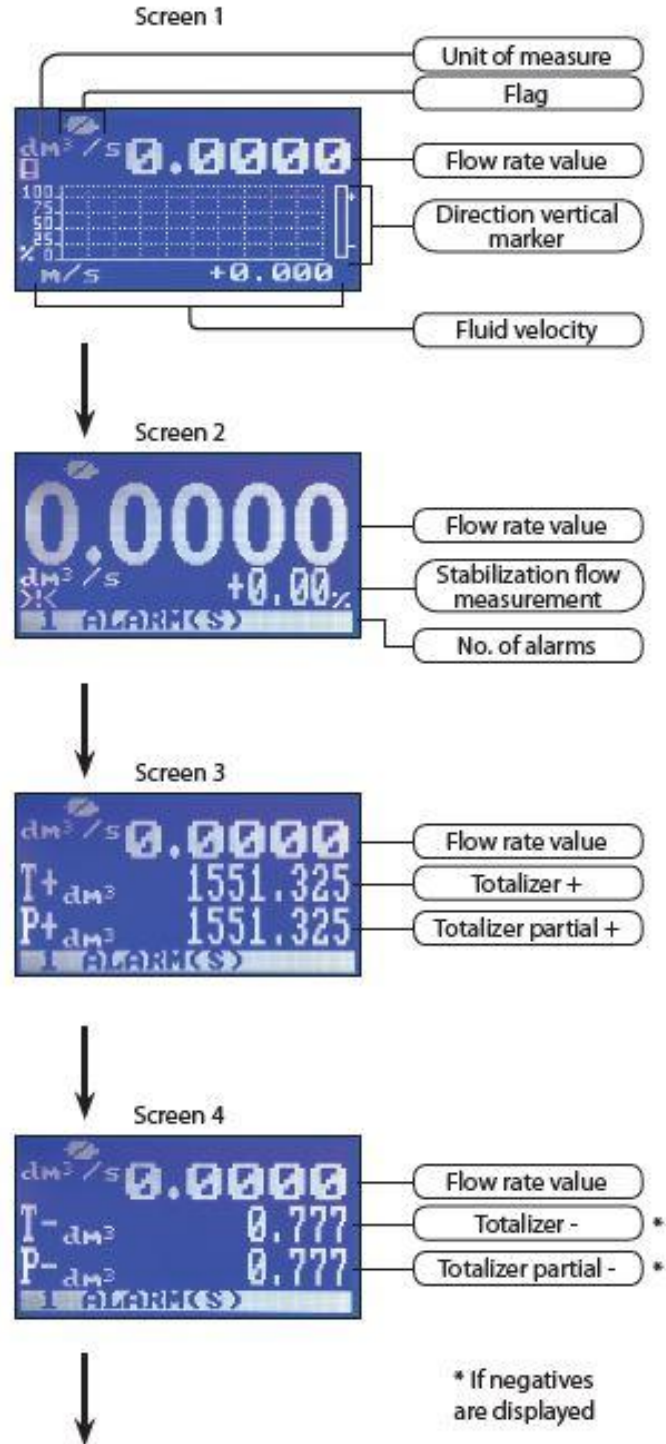 Screen 1
Unit of measure
Flag
dm³/s 0.0000
Flow rate value
100
75
50
25
% 0
+
-
Direction vertical
marker
m/s +0.000
Fluid velocity
Screen 2
0.0000
Flow rate value
dm³/s +0.00%
Stabilization flow
measurement
1 ALARM(S)
No. of alarms
Screen 3
dm³/s 0.0000
Flow rate value
T+dm³ 1551.325
Totalizer +
P+dm³ 1551.325
Totalizer partial +
1 ALARM(S)
Screen 4
dm³/s 0.0000
Flow rate value
T-dm³ 0.777
Totalizer - *
P-dm³ 0.777
Totalizer partial - *
1 ALARM(S)
* If negatives
are displayed